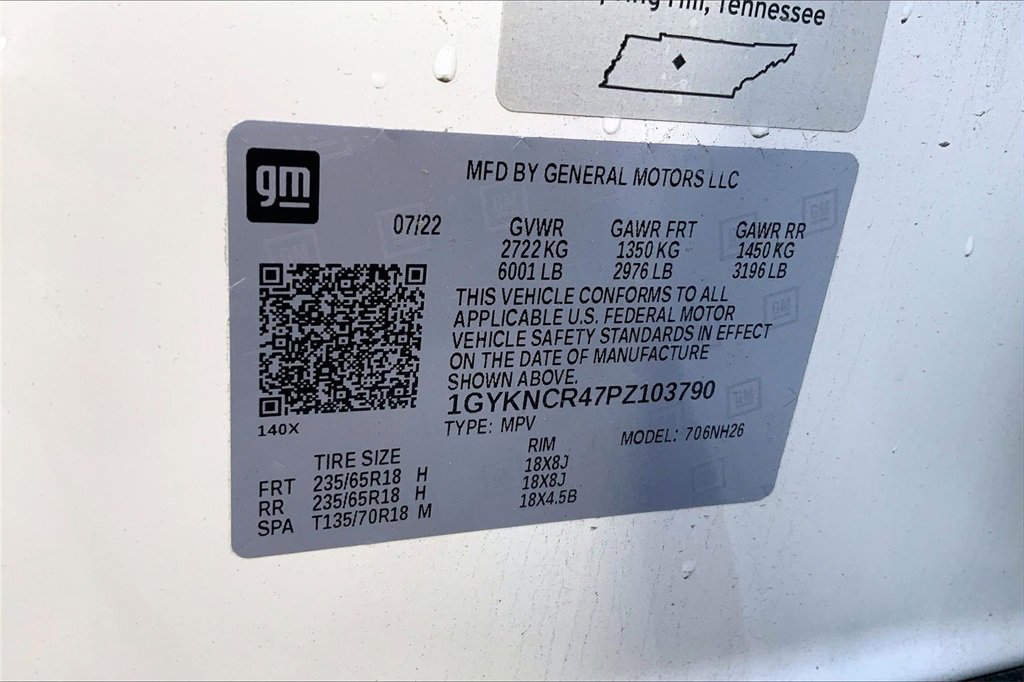 Hill, Tennessee
gm
MFD BY GENERAL MOTORS LLC
07/22 GVWR GAWR FRT GAWR RR
2722 KG 1350 KG 1450 KG
6001 LB 2976 LB 3196 LB
THIS VEHICLE CONFORMS TO ALL
APPLICABLE U.S. FEDERAL MOTOR
VEHICLE SAFETY STANDARDS IN EFFECT
ON THE DATE OF MANUFACTURE
SHOWN ABOVE.
1GYKNCR47PZ103790
140X
TYPE: MPV MODEL: 706NH26
TIRE SIZE RIM
FRT 235/65R18 H 18X8J
RR 235/65R18 H 18X8J
SPA T135/70R18 M 18X4.5B